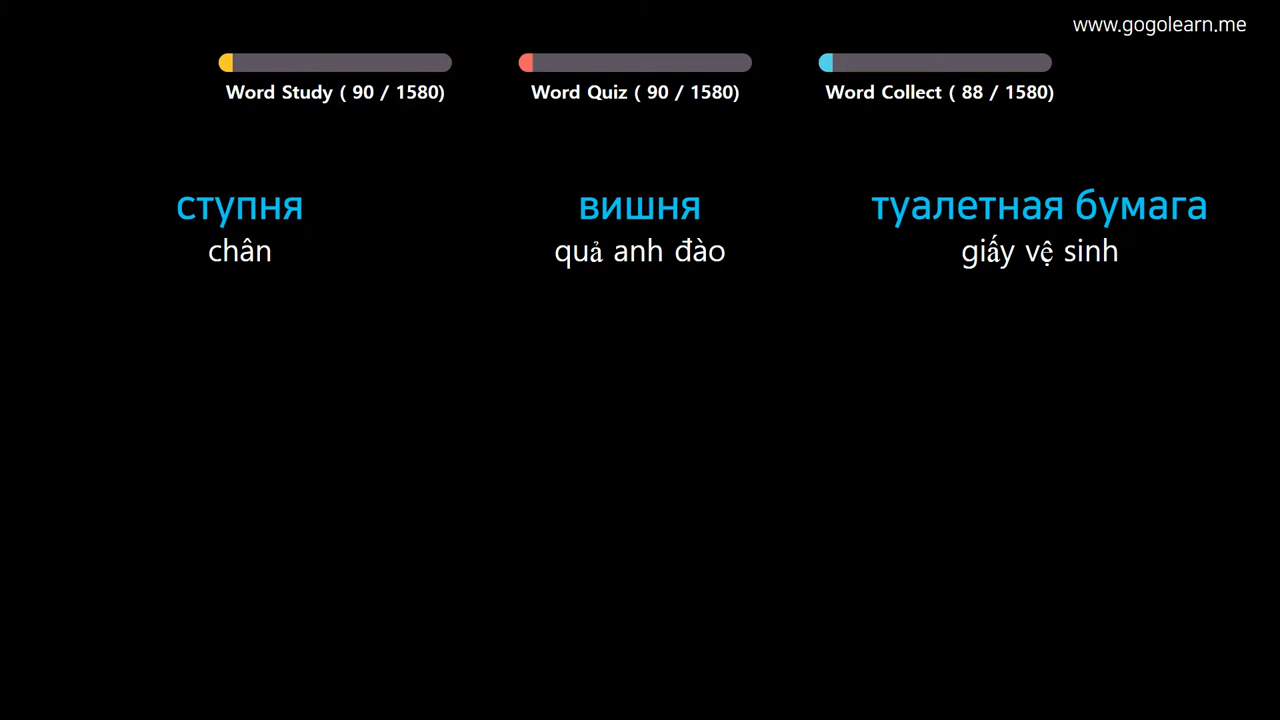 www.gogolearn.me
Word Study ( 90 / 1580)
Word Quiz ( 90 / 1580)
Word Collect ( 88 / 1580)
ступня
chân
вишня
quả anh đào
туалетная бумага
giấy vệ sinh